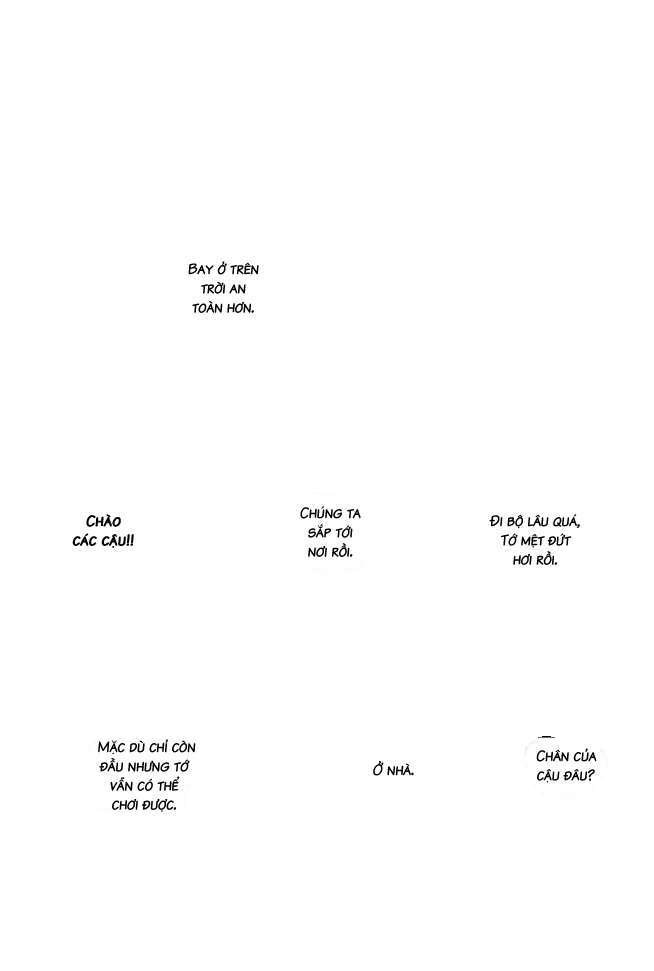 BAY Ở TRÊN
TRỜI AN
TOÀN HƠN.
ĐI BỘ LÂU QUÁ,
TỚ MỆT ĐỨT
HƠI RỒI.
CHÚNG TA
SẮP TỚI
NƠI RỒI.
CHÀO
CÁC CẬU!!
CHÂN CỦA
CẬU ĐÂU?
Ở NHÀ.
MẶC DÙ CHỈ CÒN
ĐẦU NHƯNG TỚ
VẪN CÓ THỂ
CHƠI ĐƯỢC.